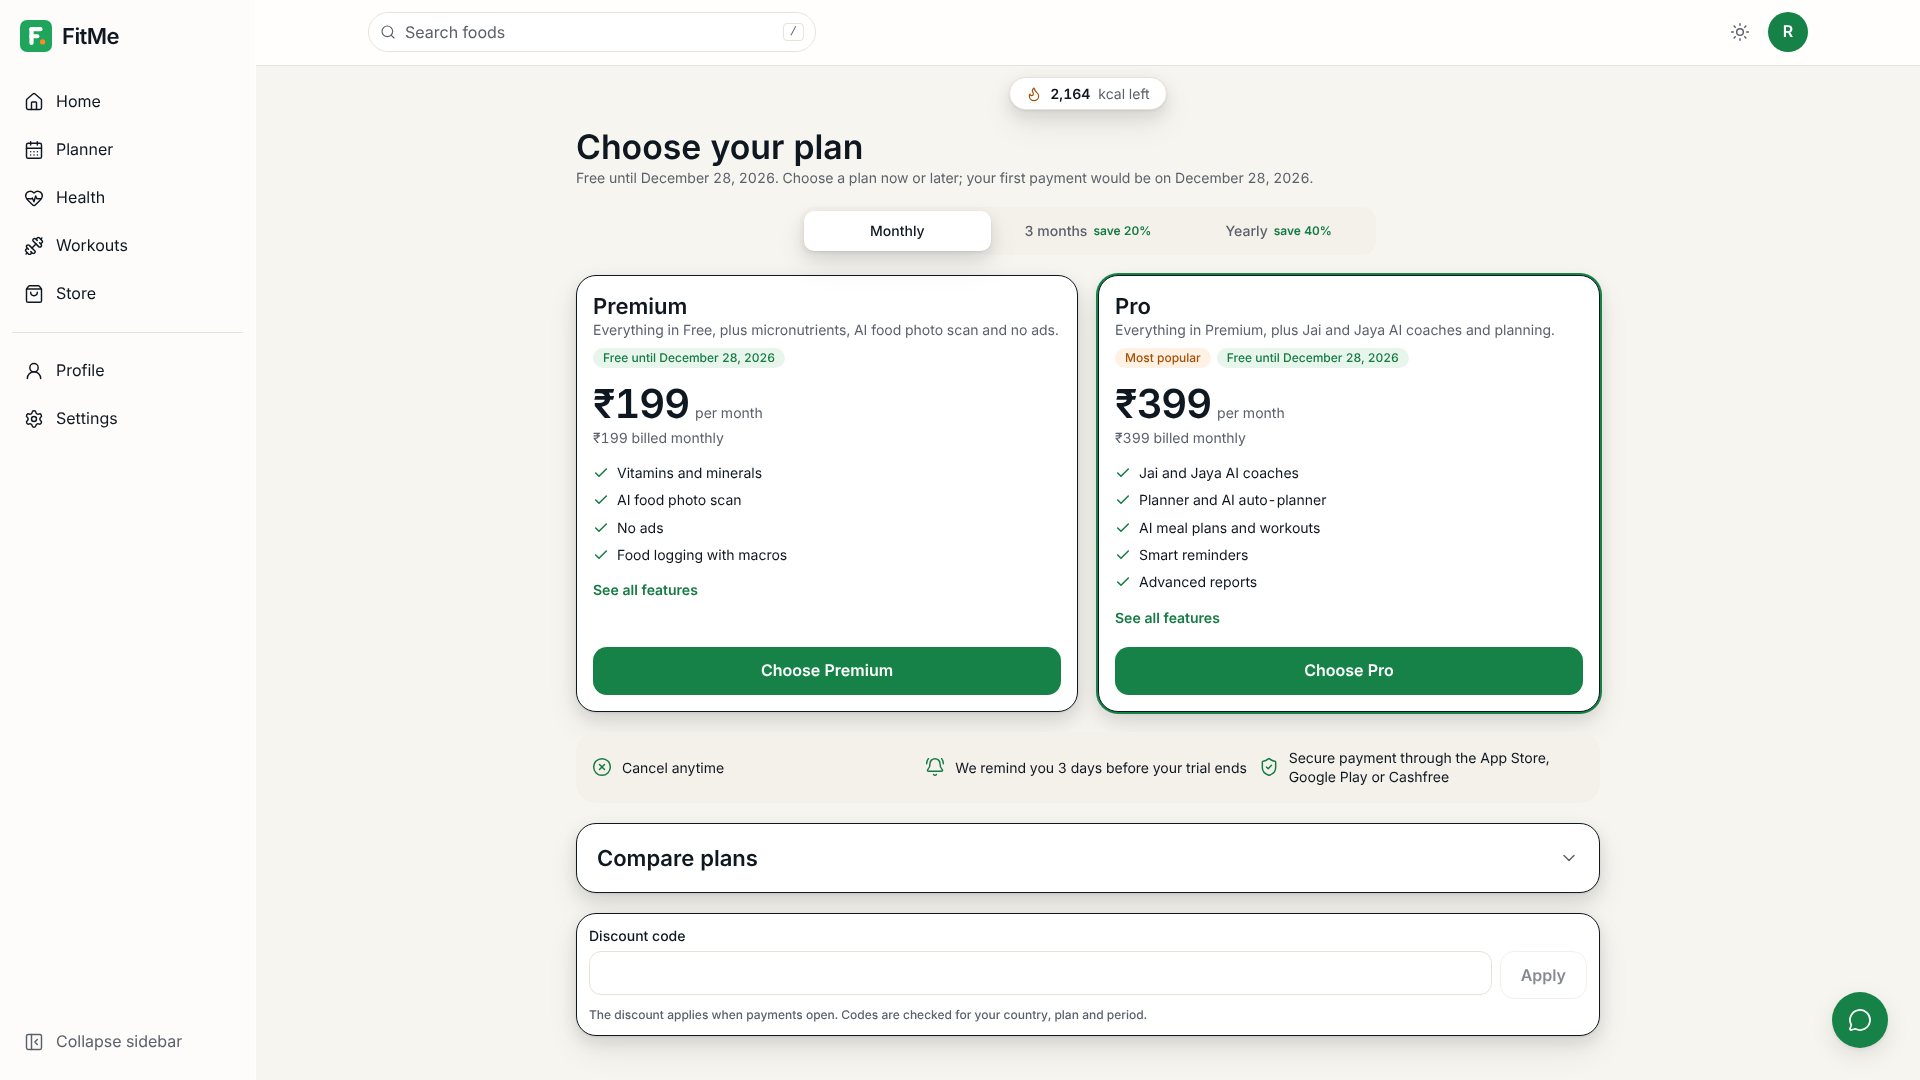 FitMe
Search foods
/
R
Home
Planner
Health
Workouts
Store
Profile
Settings
Collapse sidebar
2,164 kcal left
Choose your plan
Free until December 28, 2026. Choose a plan now or later; your first payment would be on December 28, 2026.
Monthly
3 months save 20%
Yearly save 40%
Premium
Everything in Free, plus micronutrients, AI food photo scan and no ads.
Free until December 28, 2026
₹199 per month
₹199 billed monthly
Vitamins and minerals
AI food photo scan
No ads
Food logging with macros
See all features
Choose Premium
Pro
Everything in Premium, plus Jai and Jaya AI coaches and planning.
Most popular
Free until December 28, 2026
₹399 per month
₹399 billed monthly
Jai and Jaya AI coaches
Planner and AI auto-planner
AI meal plans and workouts
Smart reminders
Advanced reports
See all features
Choose Pro
Cancel anytime
We remind you 3 days before your trial ends
Secure payment through the App Store,
Google Play or Cashfree
Compare plans
Discount code
Apply
The discount applies when payments open. Codes are checked for your country, plan and period.